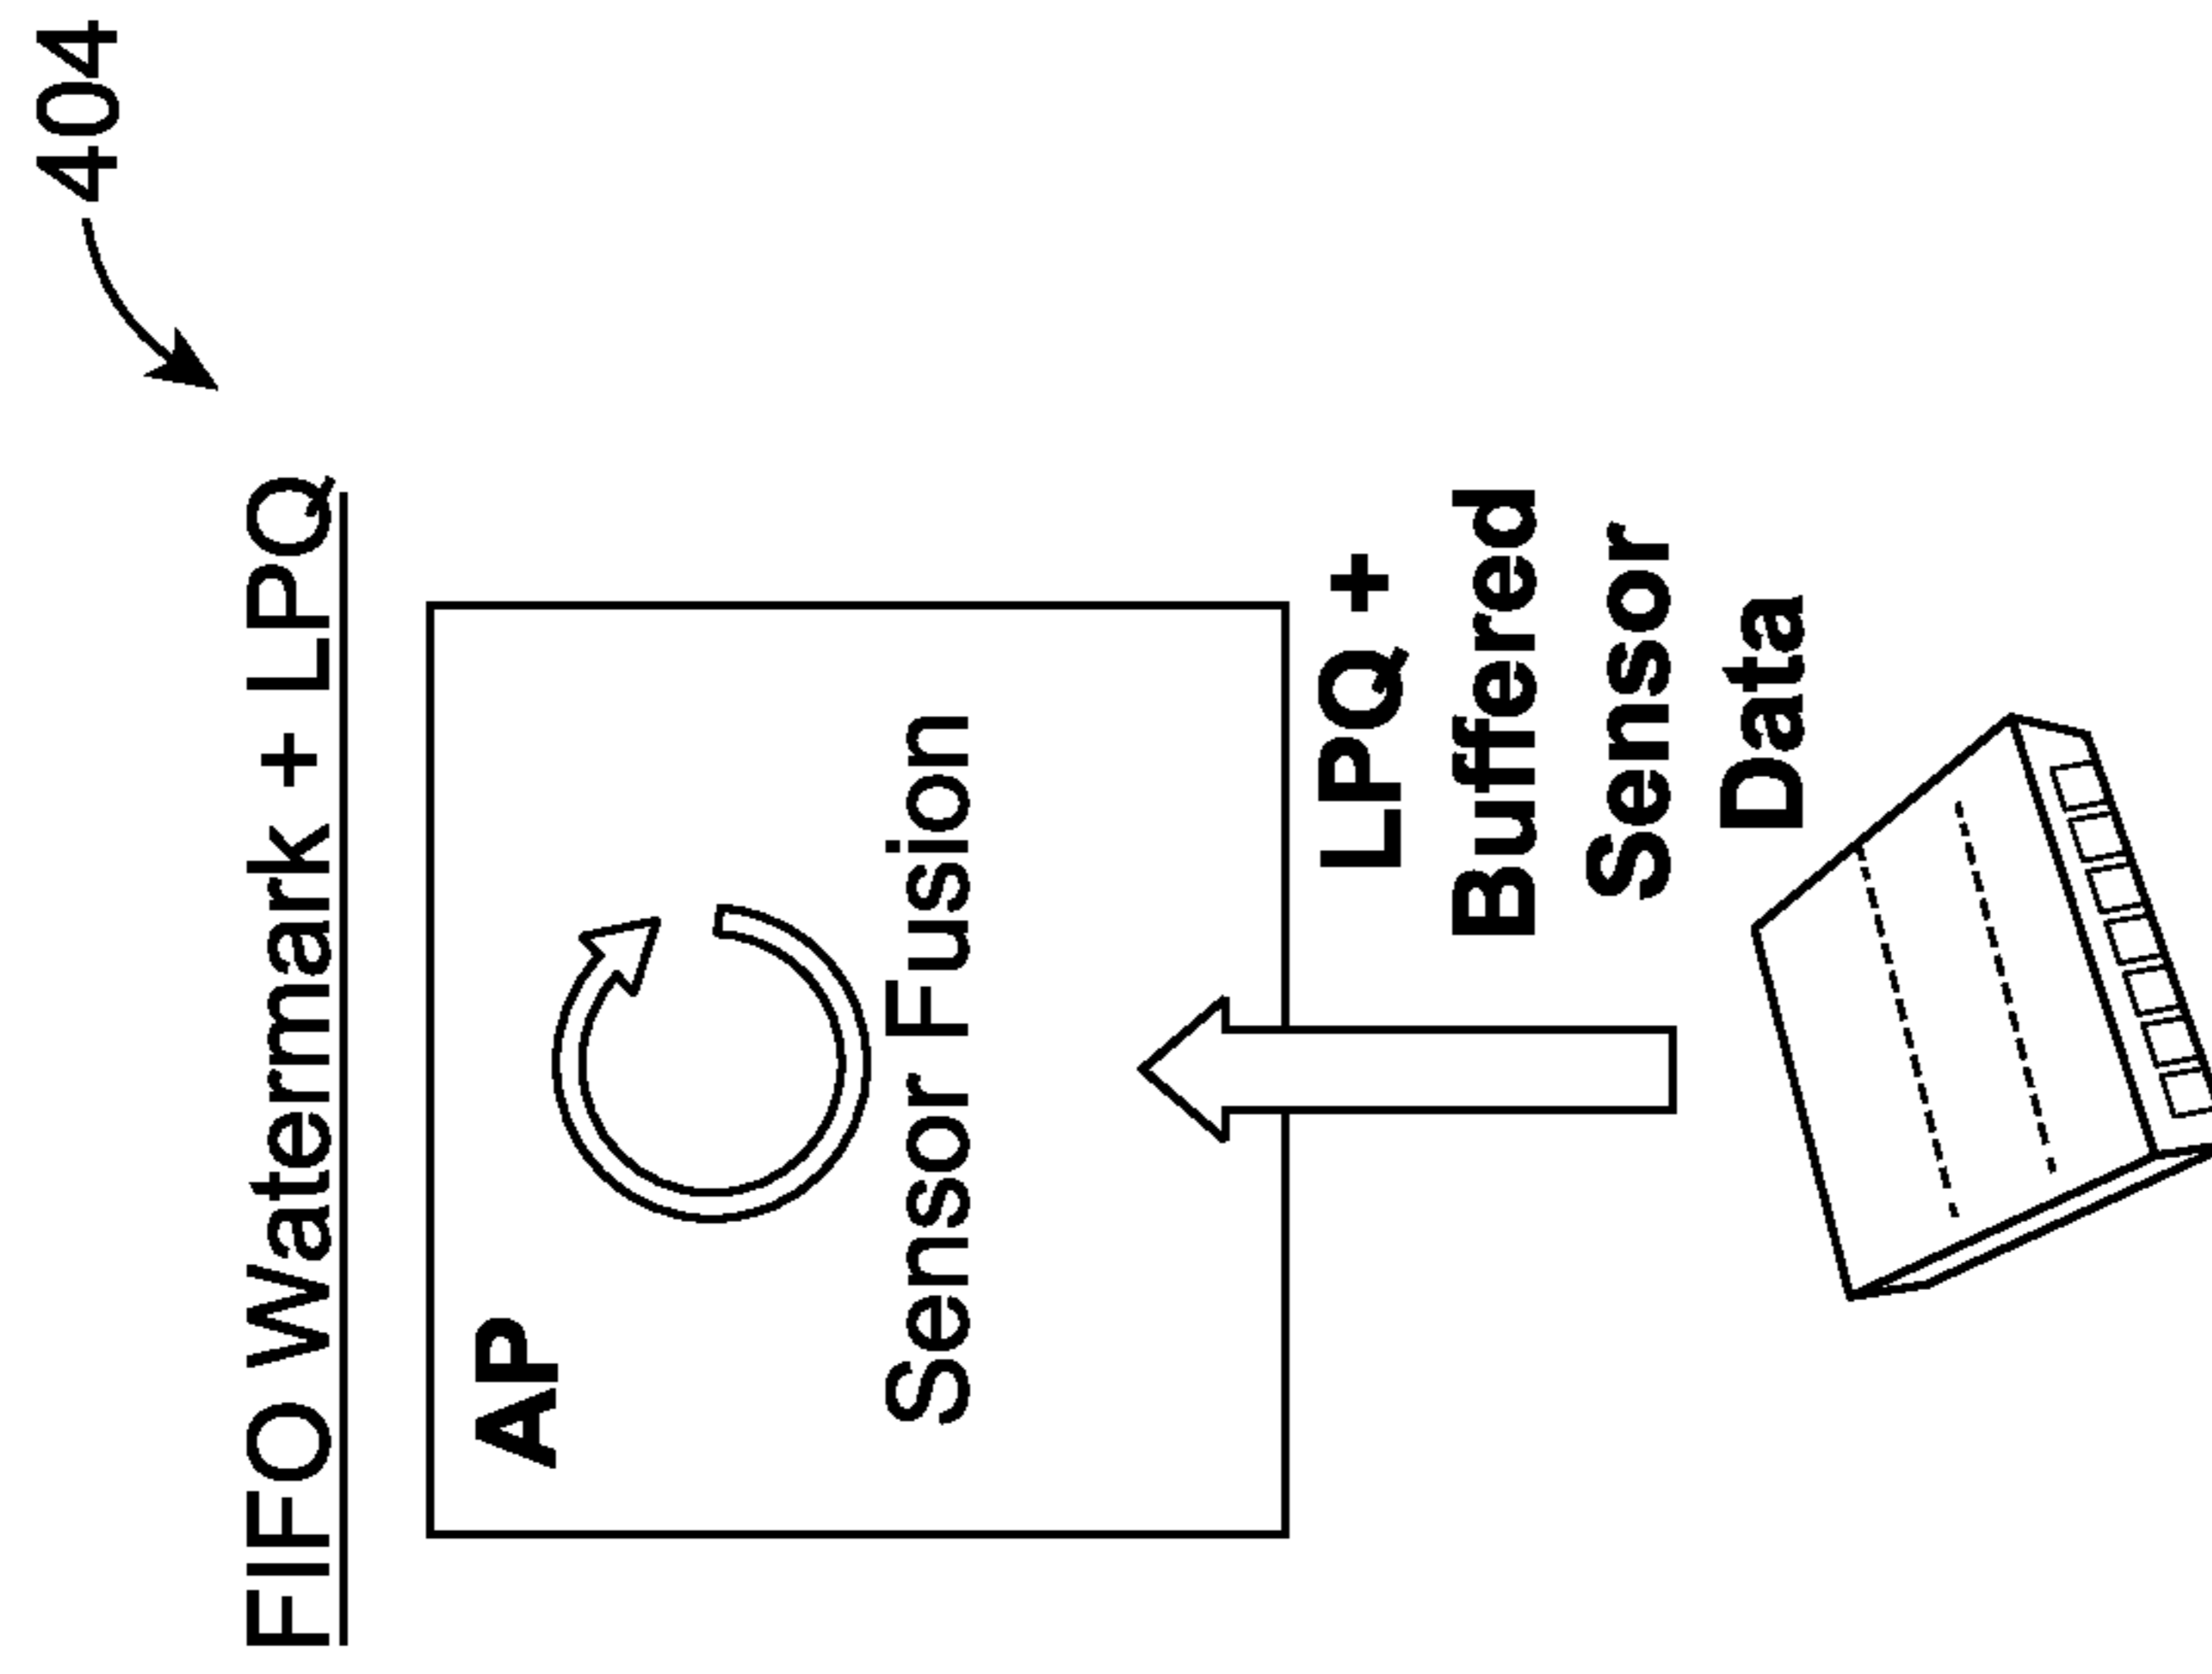 404
FIFO Watermark + LPQ
AP
Sensor Fusion
LPQ +
Buffered
Sensor
Data